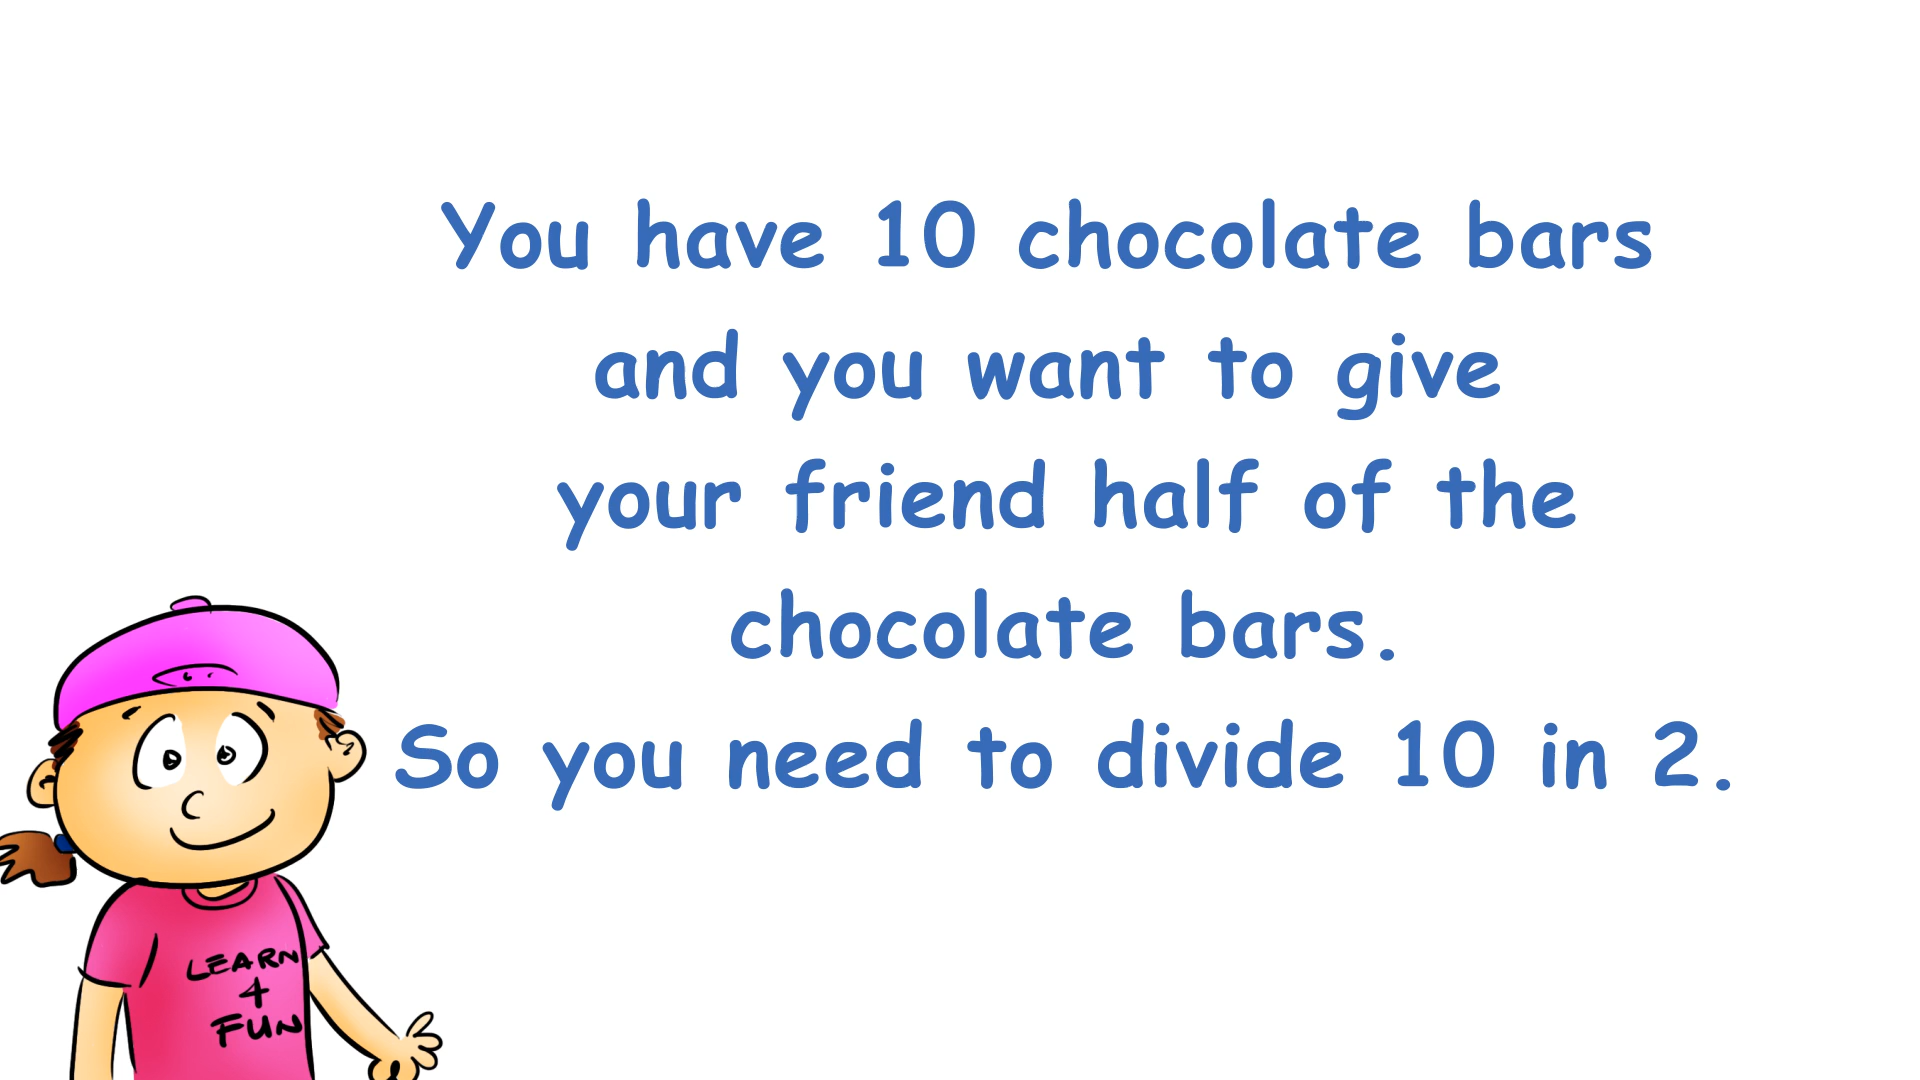 You have 10 chocolate bars
and you want to give
your friend half of the
chocolate bars.
So you need to divide 10 in 2.
LEARN
4
FUN